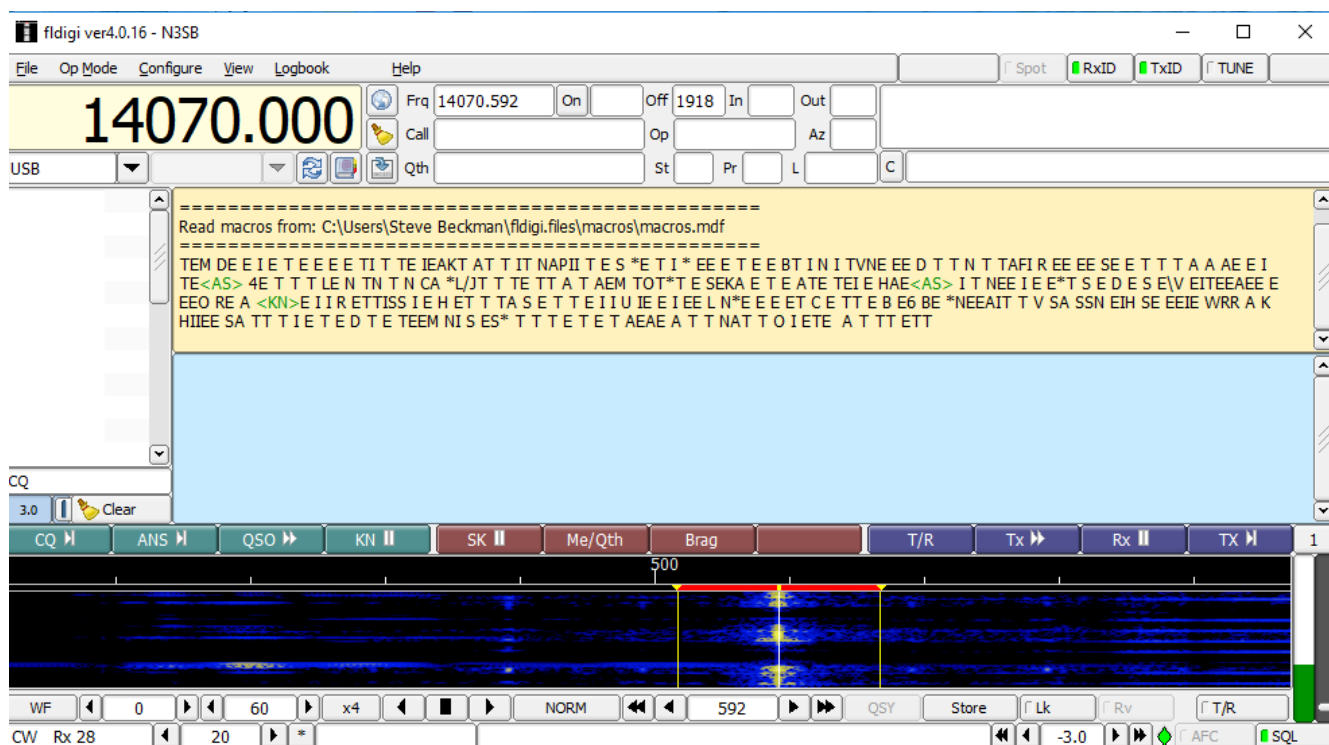 fldigi ver4.0.16 - N3SB
File Op Mode Configure View Logbook Help Spot RxID TxID TUNE
14070.000
Frq 14070.592 On Off 1918 In Out
Call Op Az
USB Qth St Pr L C
==================================================
Read macros from: C:\Users\Steve Beckman\fldigi.files\macros\macros.mdf
==================================================
TEM DE E I E T E E E E TI T TE IEAKT AT T IT NAPII T E S *E T I * EE E T E E BT I N I TVNE EE D T T N T TAFI R EE EE SE E T T T A A AE E I
TE<AS> 4E T T T LE N TN T N CA *L/JT T TE TT A T AEM TOT*T E SEKA E T E ATE TEI E HAE<AS> I T NEE I E E*T S E D E S E\V EITEEAEE E
EEO RE A <KN>E I I R ETTISS I E H ET T TA S E T T E I I U IE E I EE L N*E E E ET C E TT E B E6 BE *NEEAIT T V SA SSN EIH SE EEIE WRR A K
HIIEE SA TT T I E T E D T E TEEM NI S ES* T T T E T E T AEAE A T T NAT T O I ETE A T TT ETT
CQ
3.0 Clear
CQ ANS QSO KN SK Me/Qth Brag T/R Tx Rx TX 1
500
WF 0 60 x4 NORM 592 QSY Store Lk Rv T/R
CW Rx 28 20 * -3.0 AFC SQL